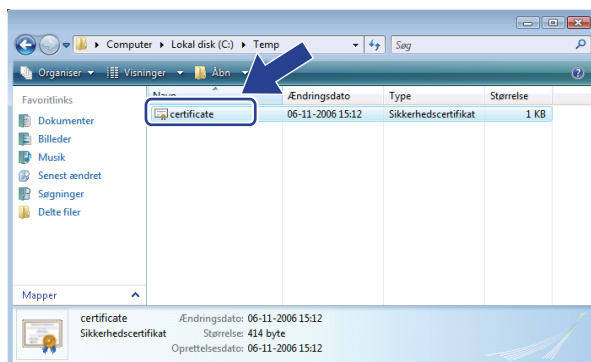 Computer ▸ Lokal disk (C:) ▸ Temp
Søg
Organiser Visninger Åbn
Favoritlinks
Dokumenter
Billeder
Musik
Senest ændret
Søgninger
Delte filer
Mapper
Ændringsdato Type Størrelse
certificate 06-11-2006 15:12 Sikkerhedscertifikat 1 KB
certificate Ændringsdato: 06-11-2006 15:12
Sikkerhedscertifikat Størrelse: 414 byte
Oprettelsesdato: 06-11-2006 15:12